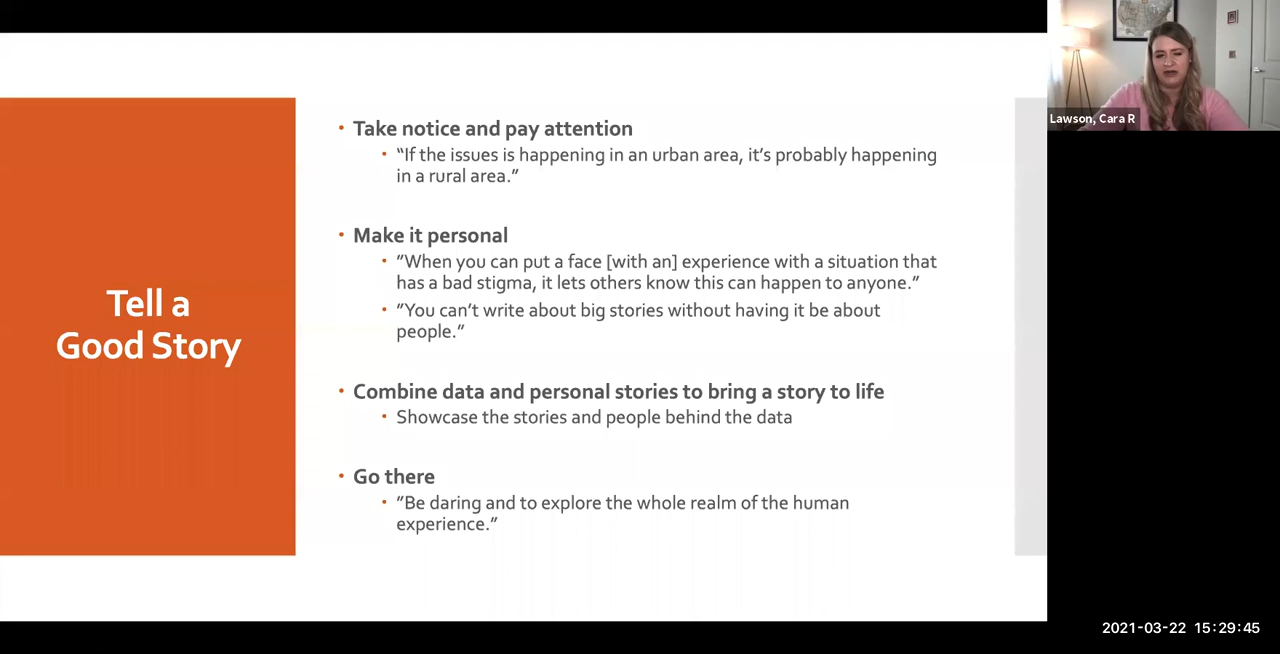 Tell a
Good Story
• Take notice and pay attention
• “If the issues is happening in an urban area, it’s probably happening
in a rural area.”
• Make it personal
• ”When you can put a face [with an] experience with a situation that
has a bad stigma, it lets others know this can happen to anyone.”
• ”You can’t write about big stories without having it be about
people.”
• Combine data and personal stories to bring a story to life
• Showcase the stories and people behind the data
• Go there
• ”Be daring and to explore the whole realm of the human
experience.”
Lawson, Cara R
2021-03-22 15:29:45